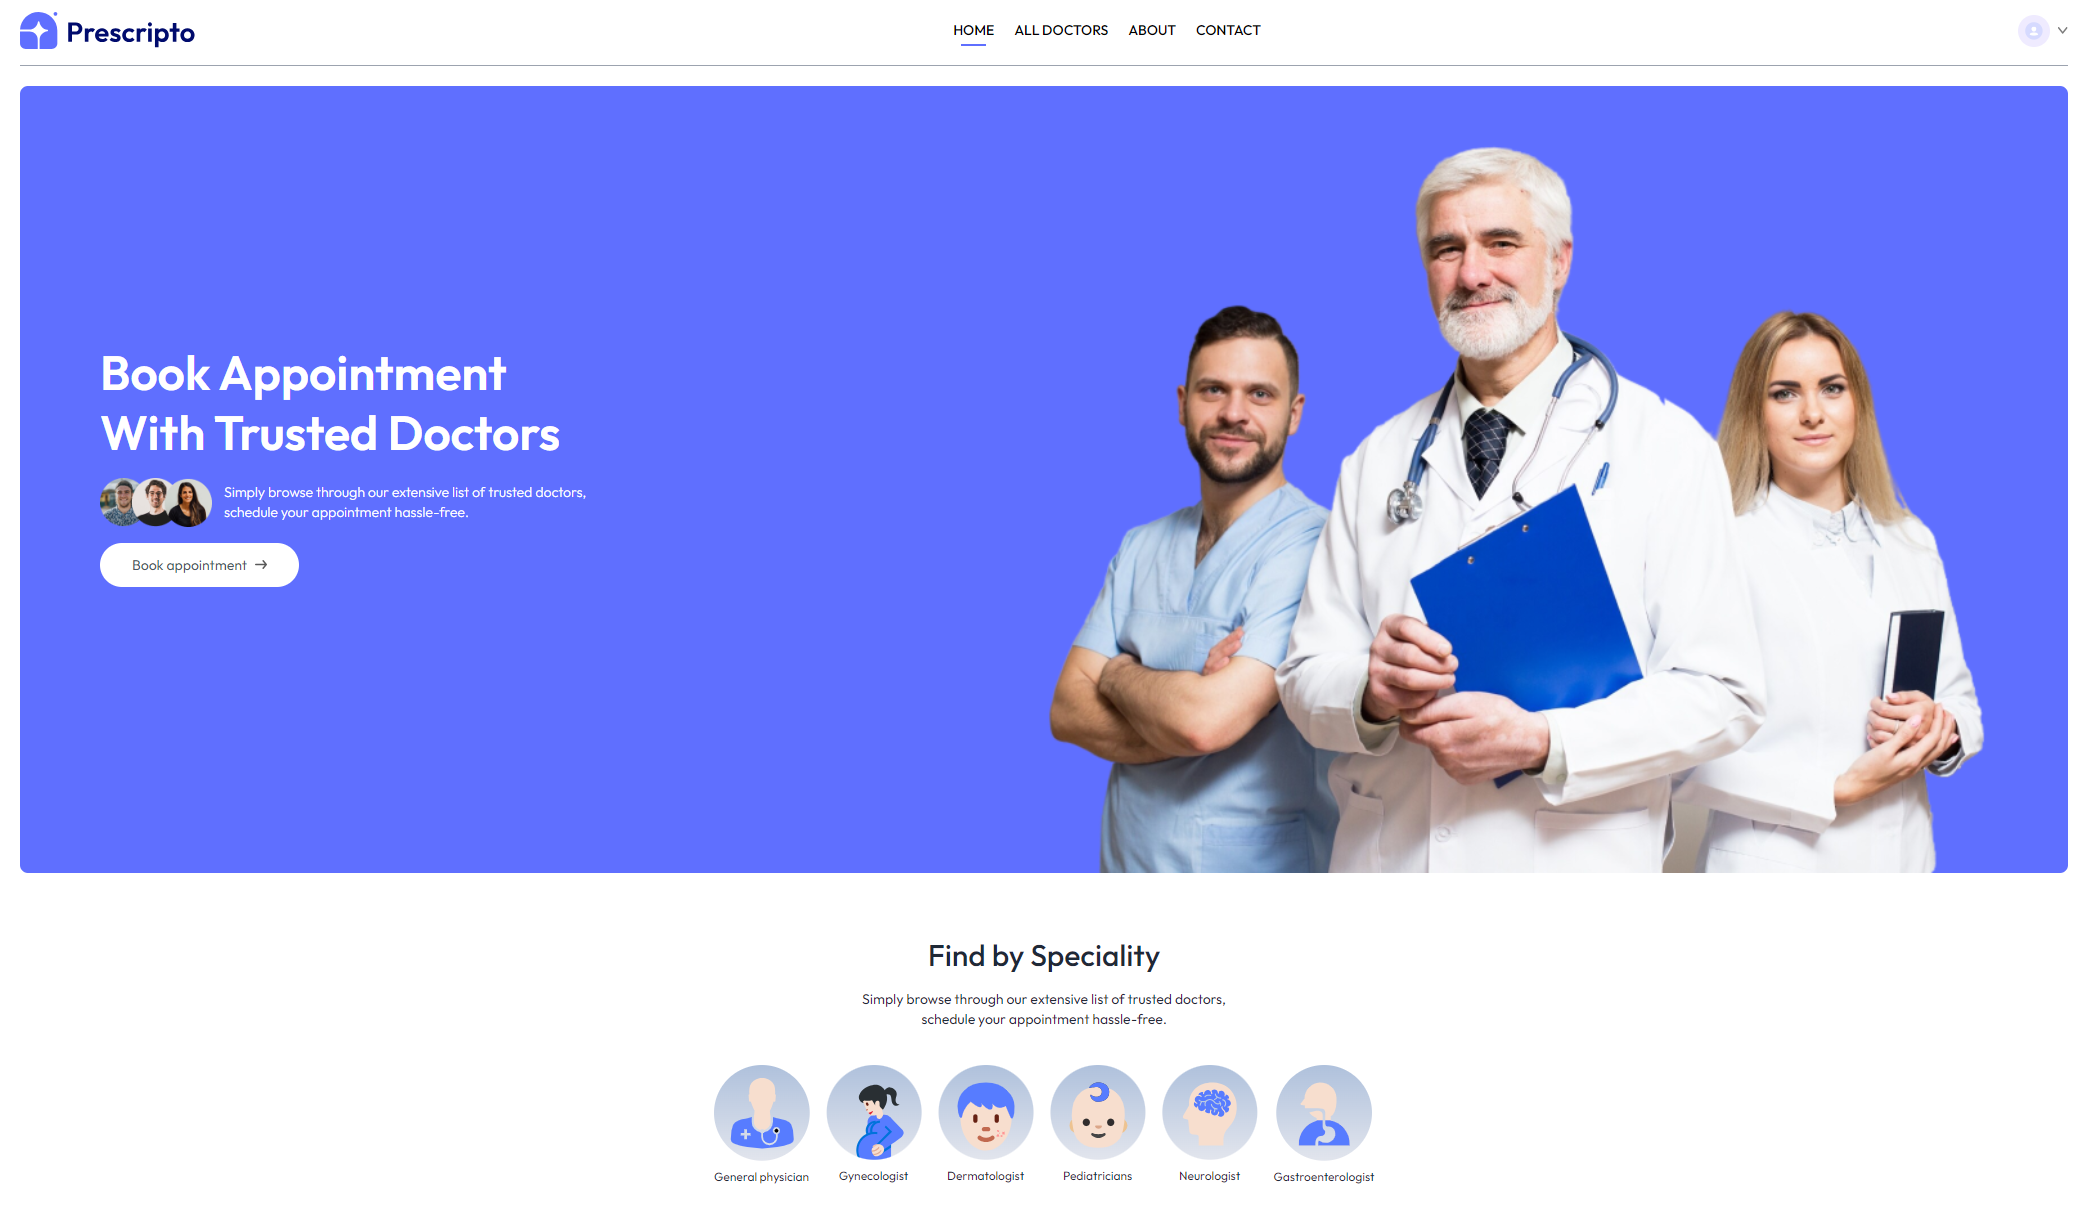 Prescripto
HOME
ALL DOCTORS
ABOUT
CONTACT
Book Appointment
With Trusted Doctors
Simply browse through our extensive list of trusted doctors,
schedule your appointment hassle-free.
Book appointment →
Find by Speciality
Simply browse through our extensive list of trusted doctors,
schedule your appointment hassle-free.
General physician
Gynecologist
Dermatologist
Pediatricians
Neurologist
Gastroenterologist